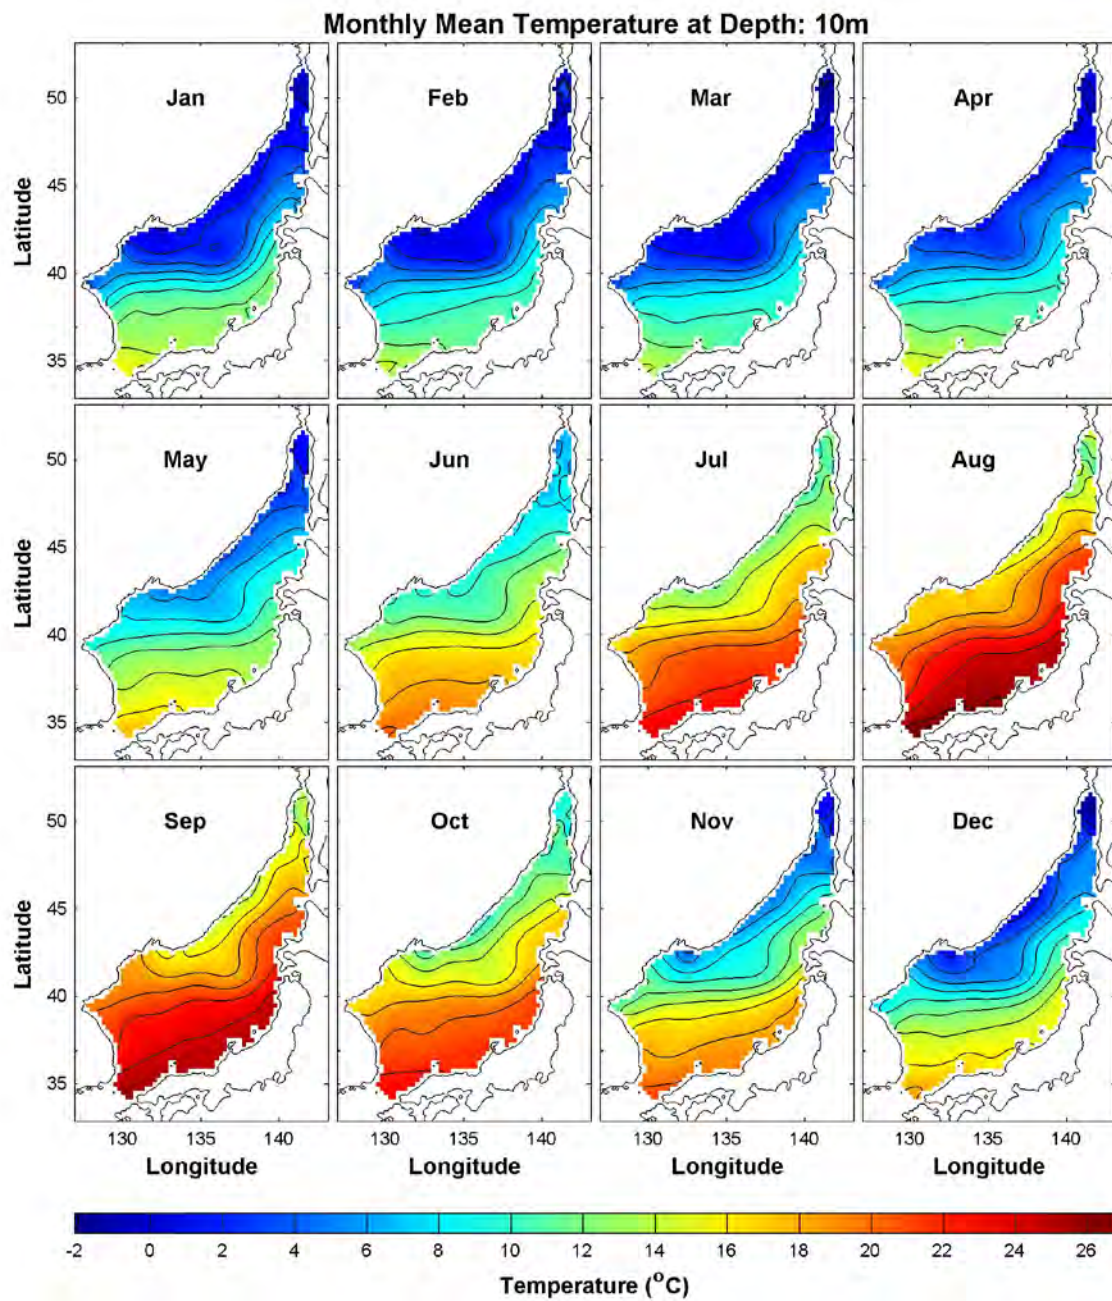 Monthly Mean Temperature at Depth: 10m
Jan Feb Mar Apr
50
45
40
35
Latitude
May Jun Jul Aug
50
45
40
35
Latitude
Sep Oct Nov Dec
50
45
40
35
Latitude
130 135 140 130 135 140 130 135 140 130 135 140
Longitude Longitude Longitude Longitude
-2 0 2 4 6 8 10 12 14 16 18 20 22 24 26
Temperature (°C)